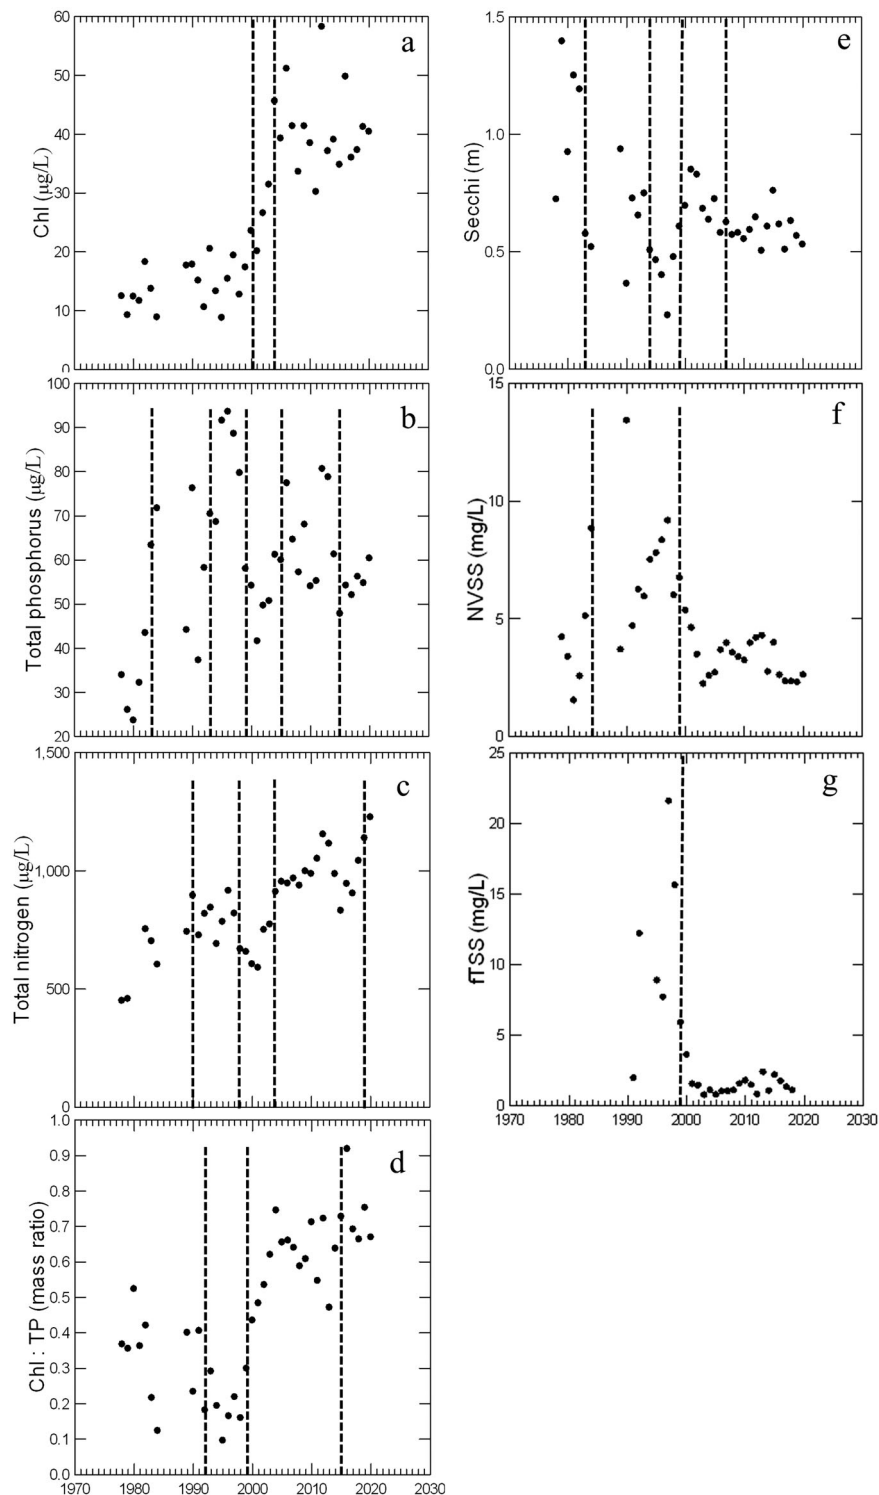 a
60
50
40
30
20
10
0
Chl (µg/L)
b
100
90
80
70
60
50
40
30
20
Total phosphorus (µg/L)
c
1,500
1,000
500
0
Total nitrogen (µg/L)
d
1.0
0.9
0.8
0.7
0.6
0.5
0.4
0.3
0.2
0.1
0.0
Chl : TP (mass ratio)
1970 1980 1990 2000 2010 2020 2030
e
1.5
1.0
0.5
0.0
Secchi (m)
f
15
10
5
0
NVSS (mg/L)
g
25
20
15
10
5
0
fTSS (mg/L)
1970 1980 1990 2000 2010 2020 2030